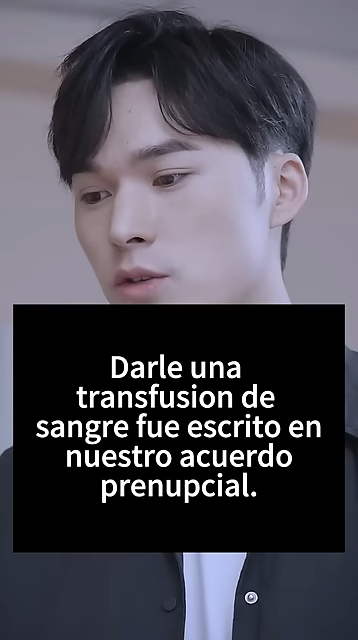 Darle una
transfusion de
sangre fue escrito en
nuestro acuerdo
prenupcial.